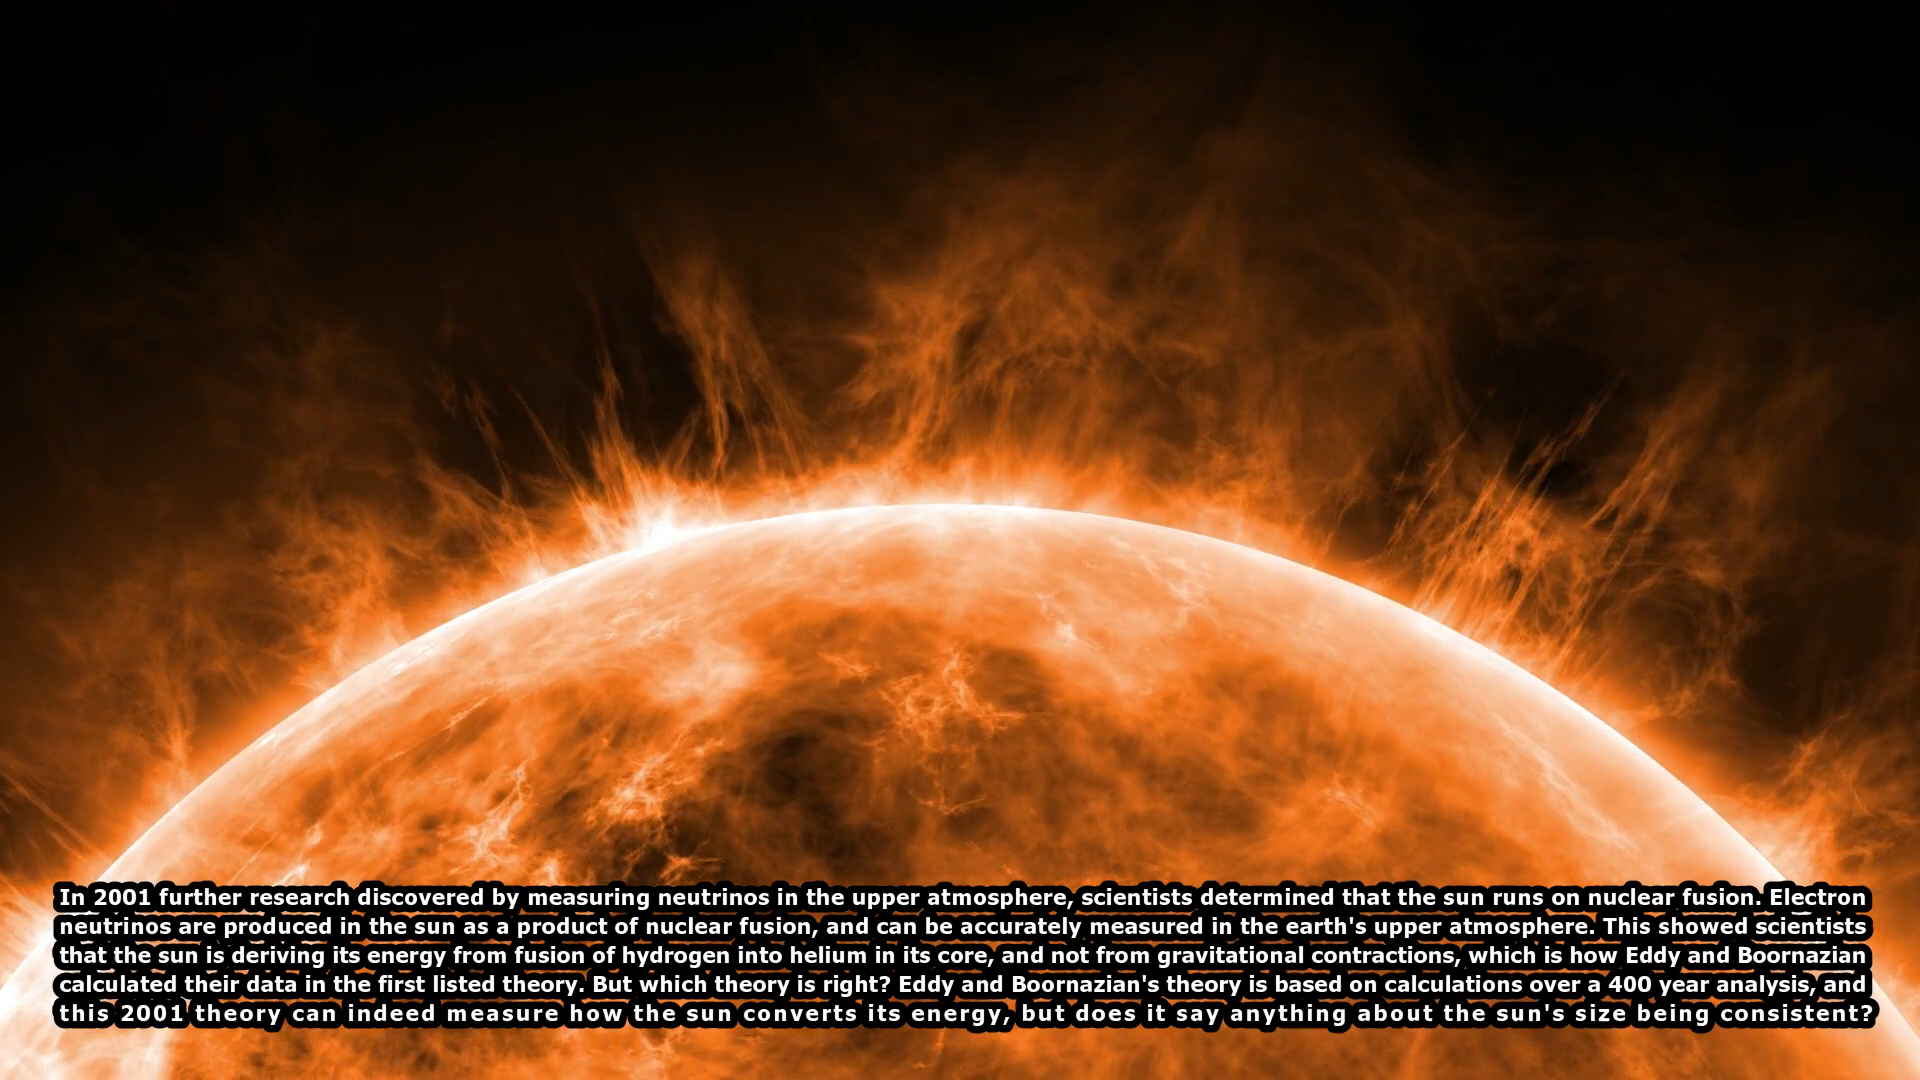 In 2001 further research discovered by measuring neutrinos in the upper atmosphere, scientists determined that the sun runs on nuclear fusion. Electron
neutrinos are produced in the sun as a product of nuclear fusion, and can be accurately measured in the earth's upper atmosphere. This showed scientists
that the sun is deriving its energy from fusion of hydrogen into helium in its core, and not from gravitational contractions, which is how Eddy and Boornazian
calculated their data in the first listed theory. But which theory is right? Eddy and Boornazian's theory is based on calculations over a 400 year analysis, and
this 2001 theory can indeed measure how the sun converts its energy, but does it say anything about the sun's size being consistent?